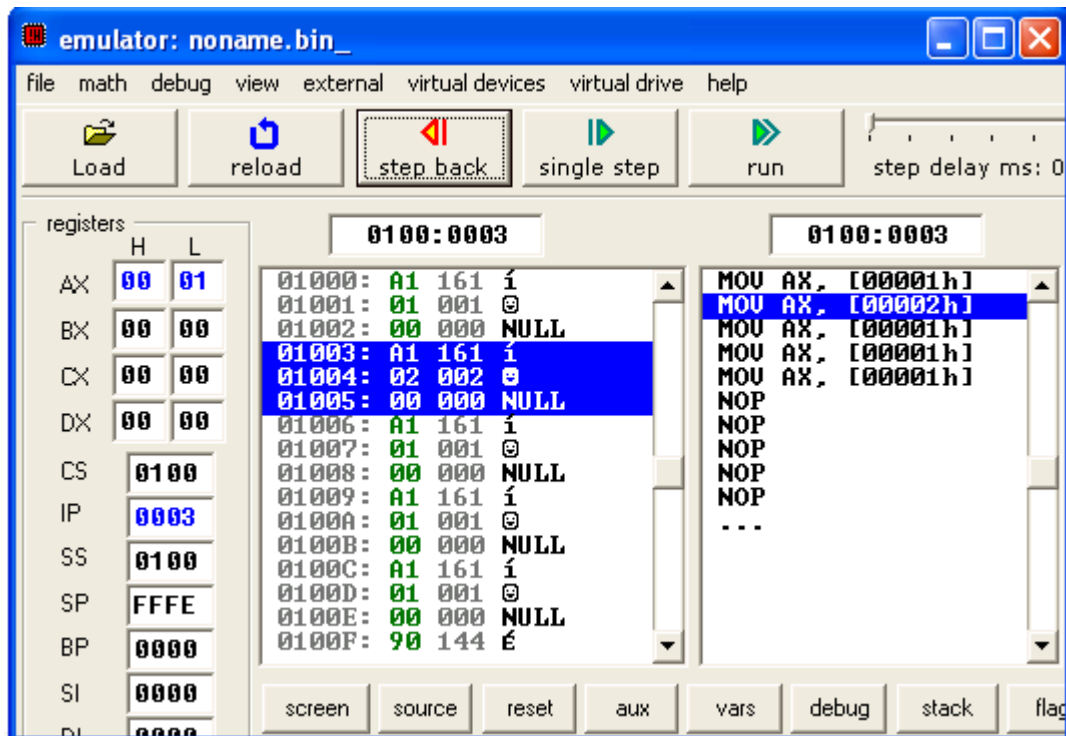 emulator: noname.bin_
file math debug view external virtual devices virtual drive help
Load reload step back single step run step delay ms: 0
registers
H L
0100:0003 0100:0003
AX 00 01
BX 00 00
CX 00 00
DX 00 00
CS 0100
IP 0003
SS 0100
SP FFFE
BP 0000
SI 0000
DI 0000
01000: A1 161 í
01001: 01 001 ☺
01002: 00 000 NULL
01003: A1 161 í
01004: 02 002 ☻
01005: 00 000 NULL
01006: A1 161 í
01007: 01 001 ☺
01008: 00 000 NULL
01009: A1 161 í
0100A: 01 001 ☺
0100B: 00 000 NULL
0100C: A1 161 í
0100D: 01 001 ☺
0100E: 00 000 NULL
0100F: 90 144 É
MOV AX, [00001h]
MOV AX, [00002h]
MOV AX, [00001h]
MOV AX, [00001h]
MOV AX, [00001h]
NOP
NOP
NOP
NOP
NOP
...
screen source reset aux vars debug stack flag